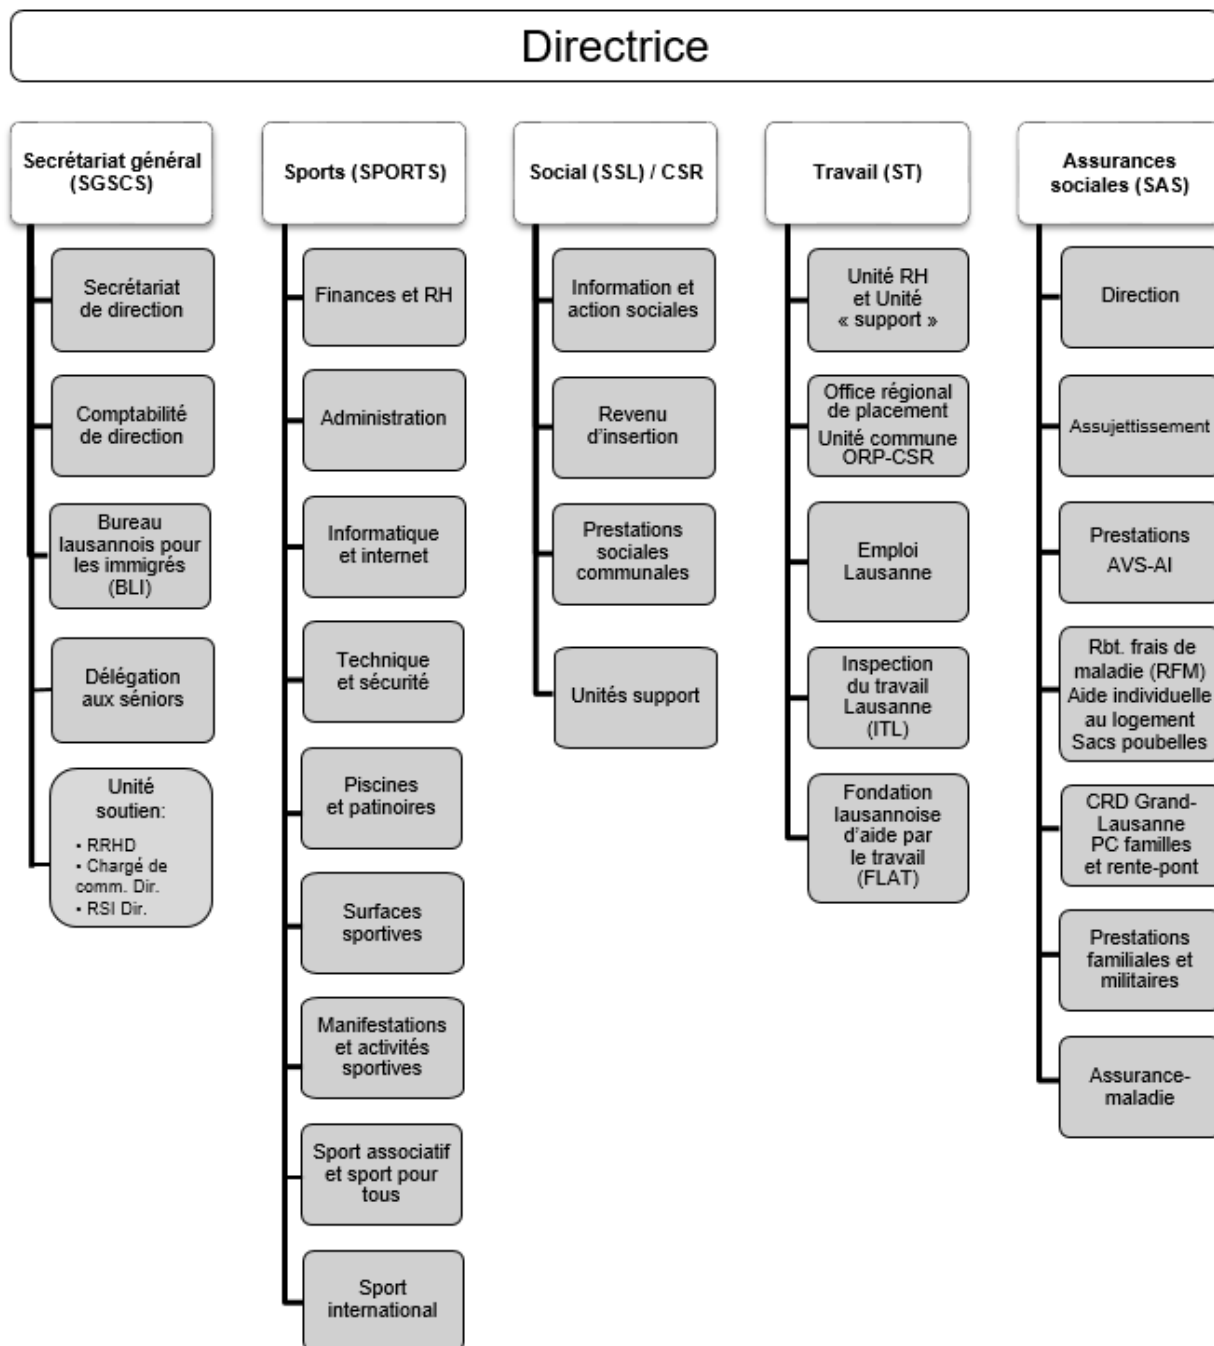 Directrice
Secrétariat général
(SGSCS)
Secrétariat
de direction
Comptabilité
de direction
Bureau
lausannois pour
les immigrés
(BLI)
Délégation
aux séniors
Unité
soutien:
▪ RRHD
▪ Chargé de
comm. Dir.
▪ RSI Dir.
Sports (SPORTS)
Finances et RH
Administration
Informatique
et internet
Technique
et sécurité
Piscines
et patinoires
Surfaces
sportives
Manifestations
et activités
sportives
Sport associatif
et sport pour
tous
Sport
international
Social (SSL) / CSR
Information et
action sociales
Revenu
d’insertion
Prestations
sociales
communales
Unités support
Travail (ST)
Unité RH
et Unité
« support »
Office régional
de placement
Unité commune
ORP-CSR
Emploi
Lausanne
Inspection
du travail
Lausanne
(ITL)
Fondation
lausannoise
d’aide par
le travail
(FLAT)
Assurances
sociales (SAS)
Direction
Assujettissement
Prestations
AVS-AI
Rbt. frais de
maladie (RFM)
Aide individuelle
au logement
Sacs poubelles
CRD Grand-
Lausanne
PC familles
et rente-pont
Prestations
familiales et
militaires
Assurance-
maladie